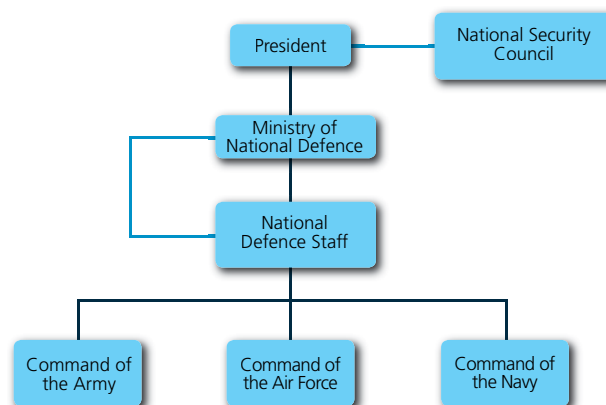 President
National Security
Council
Ministry of
National Defence
National
Defence Staff
Command of
the Army
Command of
the Air Force
Command of
the Navy